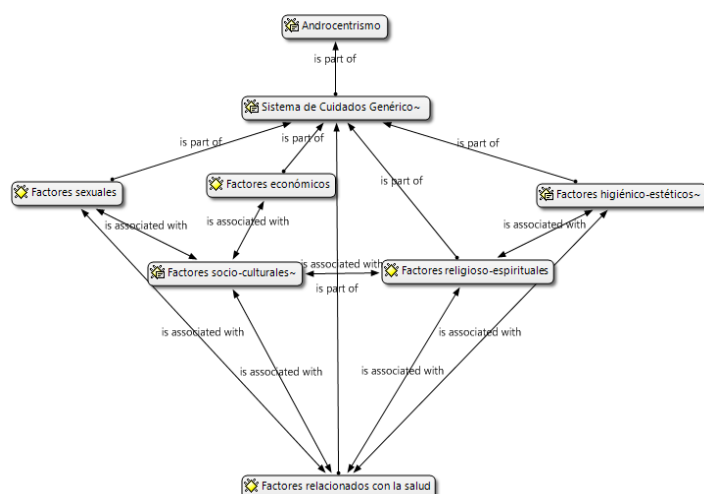 Androcentrismo
is part of
Sistema de Cuidados Genérico~
is part of
is part of
is part of
is part of
Factores sexuales
Factores económicos
Factores higiénico-estéticos~
is associated with
is associated with
is associated with
is associated with
Factores socio-culturales~
Factores religioso-espirituales
is part of
is associated with
is associated with
is associated with
is associated with
Factores relacionados con la salud